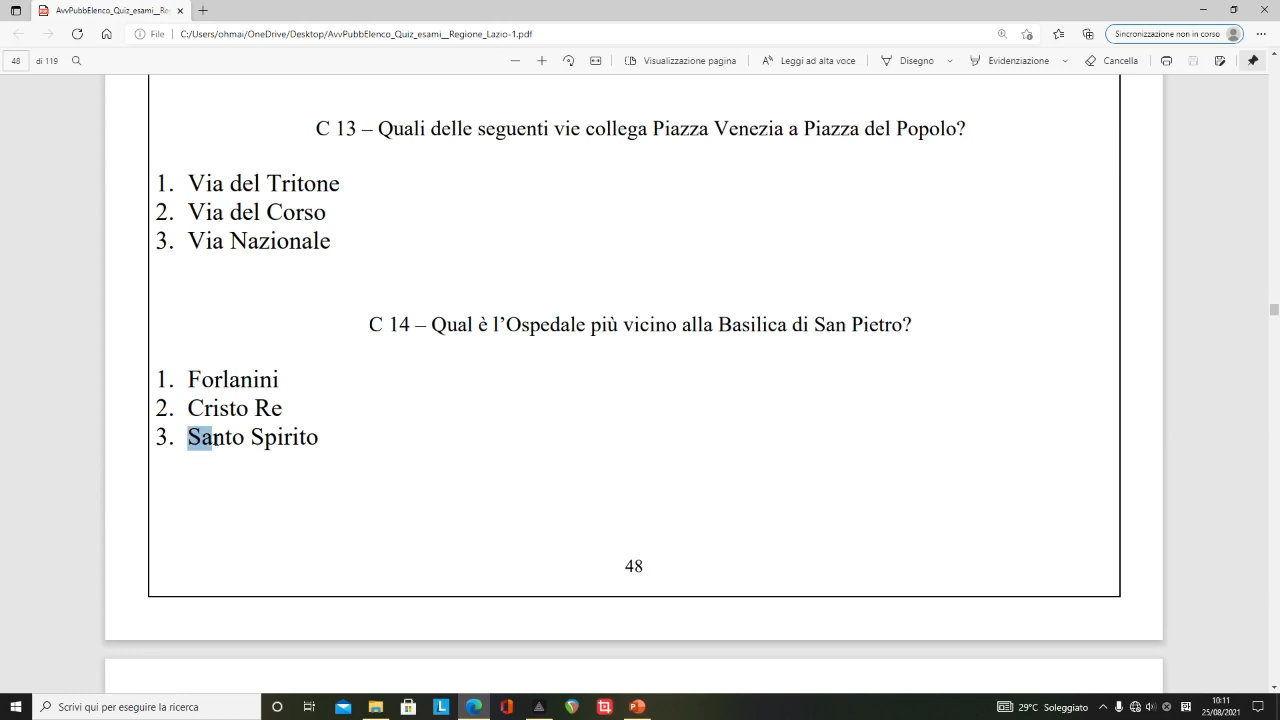 AvvPubbElenco_Quiz_esami__Re
File
C:/Users/ohmai/OneDrive/Desktop/AvvPubbElenco_Quiz_esami__Regione_Lazio-1.pdf
Sincronizzazione non in corso
48
di 119
Visualizzazione pagina
Leggi ad alta voce
Disegno
Evidenziazione
Cancella
C 13 – Quali delle seguenti vie collega Piazza Venezia a Piazza del Popolo?
1. Via del Tritone
2. Via del Corso
3. Via Nazionale
C 14 – Qual è l’Ospedale più vicino alla Basilica di San Pietro?
1. Forlanini
2. Cristo Re
3. Santo Spirito
48
Scrivi qui per eseguire la ricerca
29°C Soleggiato
10:11
25/08/2021